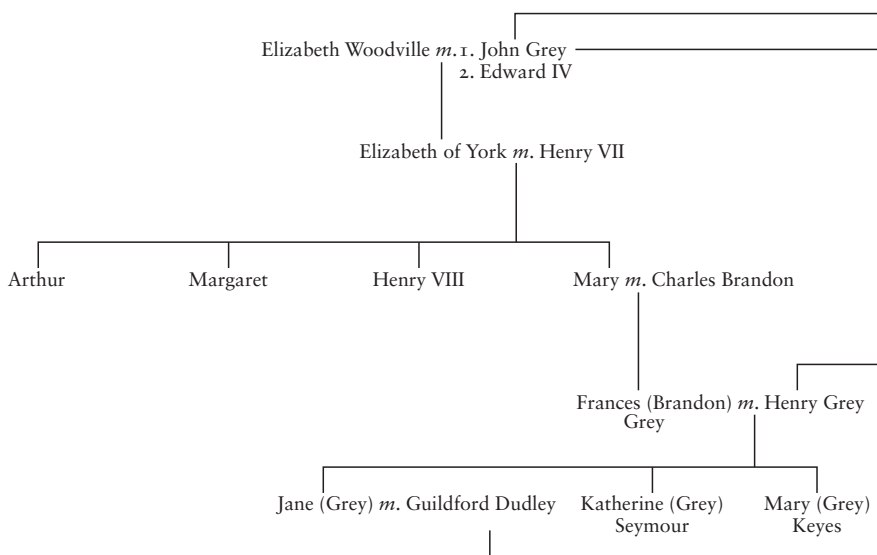 Elizabeth Woodville m. 1. John Grey
2. Edward IV
Elizabeth of York m. Henry VII
Arthur
Margaret
Henry VIII
Mary m. Charles Brandon
Frances (Brandon) m. Henry Grey
Grey
Jane (Grey) m. Guildford Dudley
Katherine (Grey)
Seymour
Mary (Grey)
Keyes